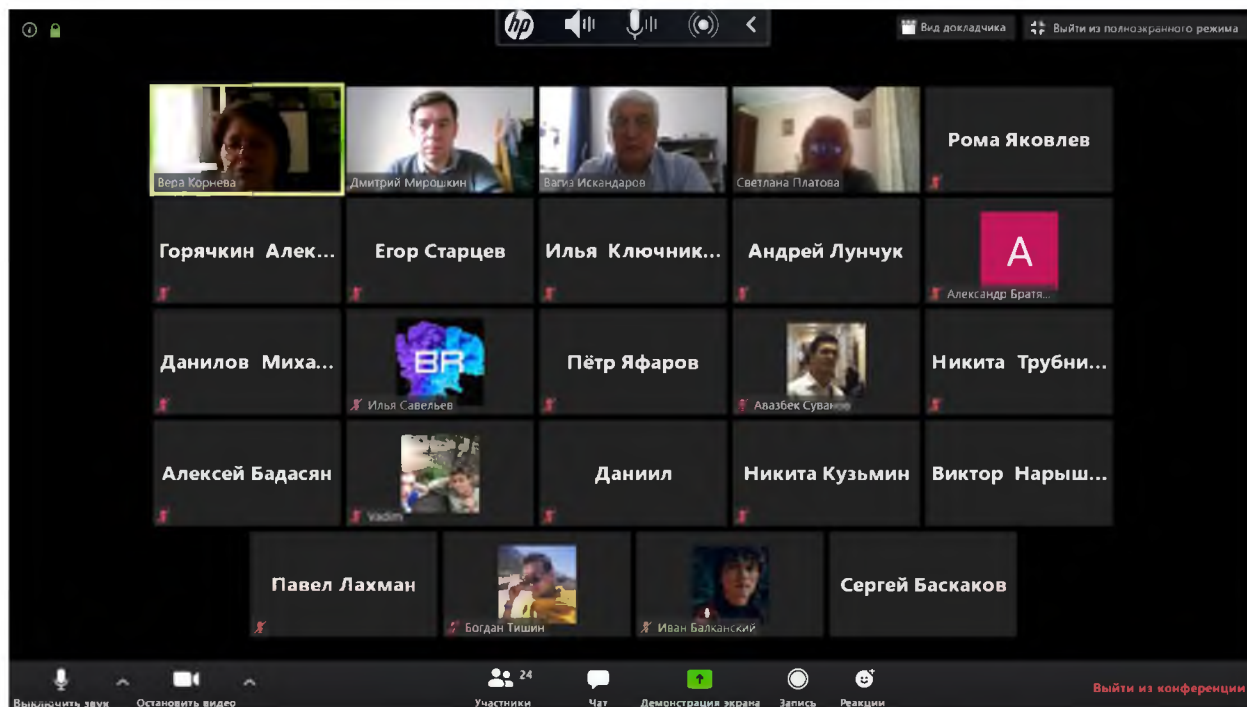 hp
Вид докладчика
Выйти из полноэкранного режима
Вера Корнева
Дмитрий Мирошкин
Вагиз Искандаров
Светлана Платова
Рома Яковлев
Горячкин Алек...
Егор Старцев
Илья Ключник...
Андрей Лунчук
A
Александр Братя...
Данилов Миха...
BR
Илья Савельев
Пётр Яфаров
Авазбек Суванов
Никита Трубни...
Алексей Бадасян
Vadim
Даниил
Никита Кузьмин
Виктор Нарыш...
Павел Лахман
Богдан Тишин
Иван Балканский
Сергей Баскаков
Выключить звук
Остановить видео
24
Участники
Чат
Демонстрация экрана
Запись
Реакции
Выйти из конференции